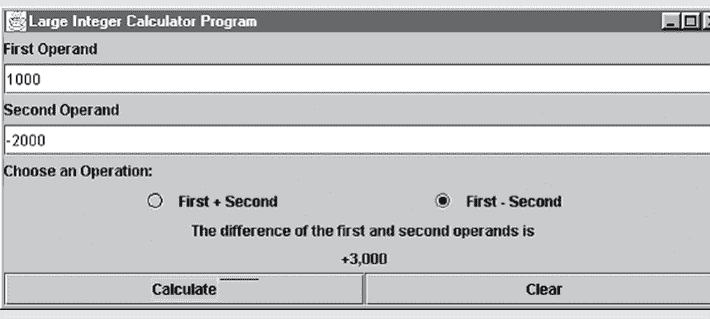 Large Integer Calculator Program
First Operand
1000
Second Operand
-2000
Choose an Operation:
First + Second First - Second
The difference of the first and second operands is
+3,000
Calculate Clear